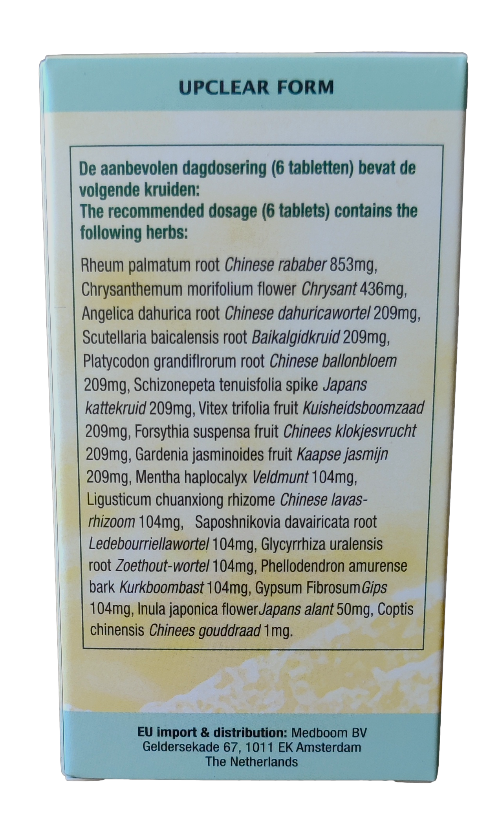 UPCLEAR FORM
De aanbevolen dagdosering (6 tabletten) bevat de
volgende kruiden:
The recommended dosage (6 tablets) contains the
following herbs:
Rheum palmatum root Chinese rababer 853mg,
Chrysanthemum morifolium flower Chrysant 436mg,
Angelica dahurica root Chinese dahuricawortel 209mg,
Scutellaria baicalensis root Baikalgidkruid 209mg,
Platycodon grandiflrorum root Chinese ballonbloem
209mg, Schizonepeta tenuisfolia spike Japans
kattekruid 209mg, Vitex trifolia fruit Kuisheidsboomzaad
209mg, Forsythia suspensa fruit Chinees klokjesvrucht
209mg, Gardenia jasminoides fruit Kaapse jasmijn
209mg, Mentha haplocalyx Veldmunt 104mg,
Ligusticum chuanxiong rhizome Chinese lavas-
rhizoom 104mg, Saposhnikovia davairicata root
Ledebouriellawortel 104mg, Glycyrrhiza uralensis
root Zoethout-wortel 104mg, Phellodendron amurense
bark Kurkboombast 104mg, Gypsum Fibrosum Gips
104mg, Inula japonica flower Japans alant 50mg, Coptis
chinensis Chinees gouddraad 1mg.
EU import & distribution: Medboom BV
Geldersekade 67, 1011 EK Amsterdam
The Netherlands